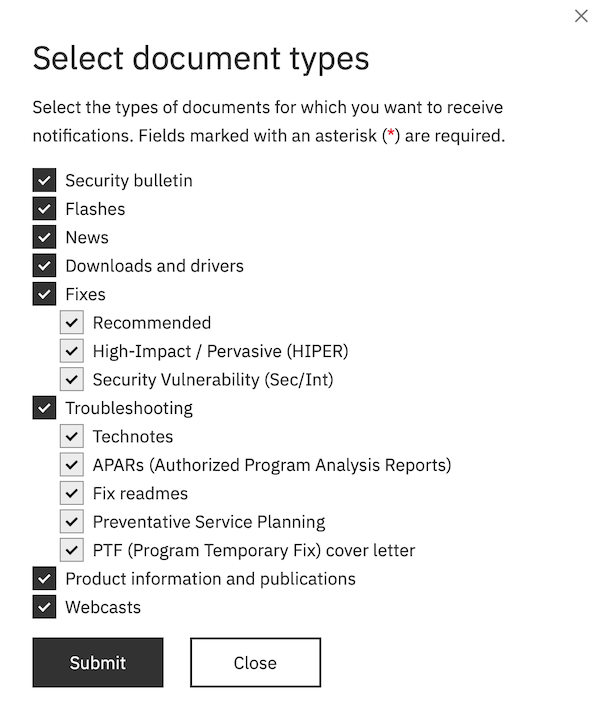 Select document types
Select the types of documents for which you want to receive
notifications. Fields marked with an asterisk (*) are required.
Security bulletin
Flashes
News
Downloads and drivers
Fixes
Recommended
High-Impact / Pervasive (HIPER)
Security Vulnerability (Sec/Int)
Troubleshooting
Technotes
APARs (Authorized Program Analysis Reports)
Fix readmes
Preventative Service Planning
PTF (Program Temporary Fix) cover letter
Product information and publications
Webcasts
Submit Close